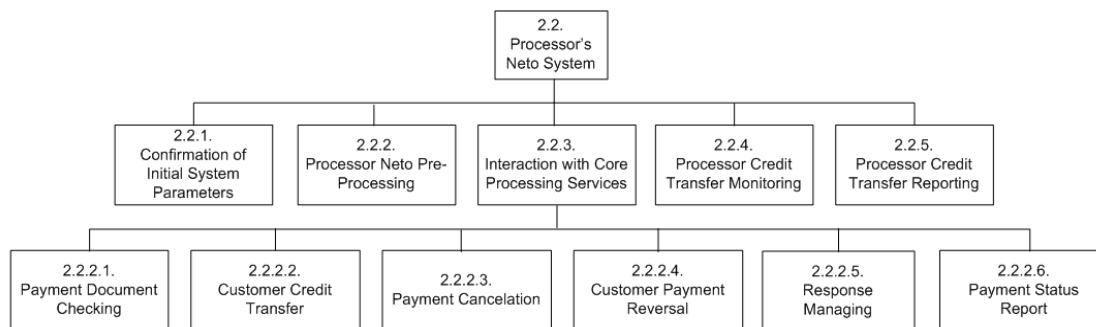 2.2.
Processor's
Neto System
2.2.1.
Confirmation of
Initial System
Parameters
2.2.2.
Processor Neto Pre-
Processing
2.2.3.
Interaction with Core
Processing Services
2.2.4.
Processor Credit
Transfer Monitoring
2.2.5.
Processor Credit
Transfer Reporting
2.2.2.1.
Payment Document
Checking
2.2.2.2.
Customer Credit
Transfer
2.2.2.3.
Payment Cancelation
2.2.2.4.
Customer Payment
Reversal
2.2.2.5.
Response
Managing
2.2.2.6.
Payment Status
Report